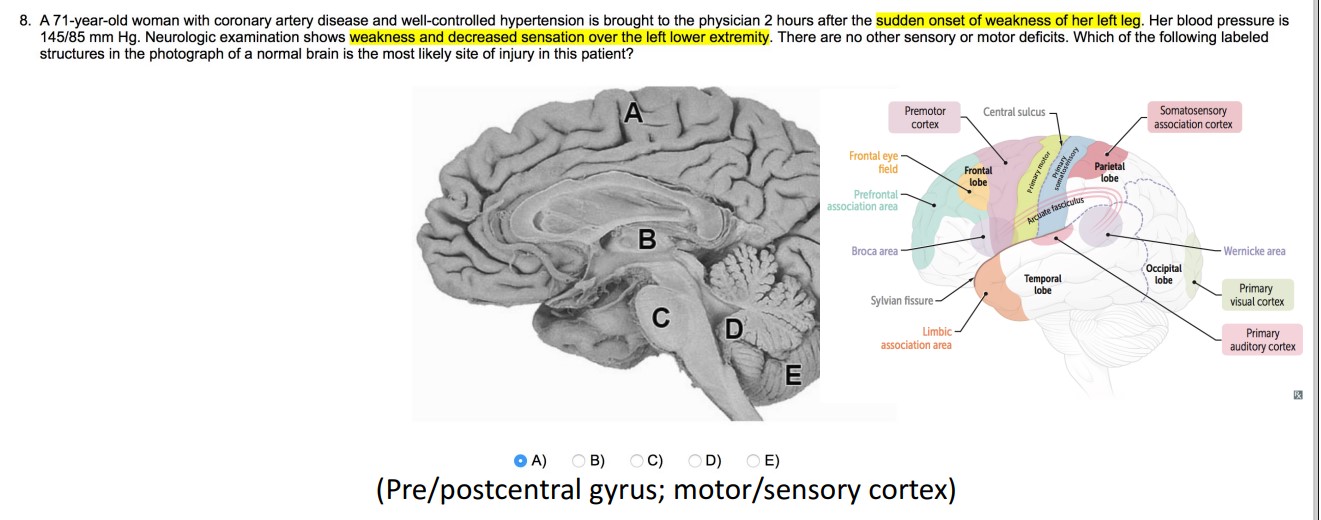 8. A 71-year-old woman with coronary artery disease and well-controlled hypertension is brought to the physician 2 hours after the sudden onset of weakness of her left leg. Her blood pressure is
145/85 mm Hg. Neurologic examination shows weakness and decreased sensation over the left lower extremity. There are no other sensory or motor deficits. Which of the following labeled
structures in the photograph of a normal brain is the most likely site of injury in this patient?
A
B
C
D
E
Premotor
cortex
Central sulcus
Somatosensory
association cortex
Frontal eye
field
Frontal
lobe
Primary motor
Primary
somatosensory
Parietal
lobe
Prefrontal
association area
Arcuate fasciculus
Broca area
Wernicke area
Sylvian fissure
Temporal
lobe
Occipital
lobe
Primary
visual cortex
Limbic
association area
Primary
auditory cortex
A) B) C) D) E)
(Pre/postcentral gyrus; motor/sensory cortex)